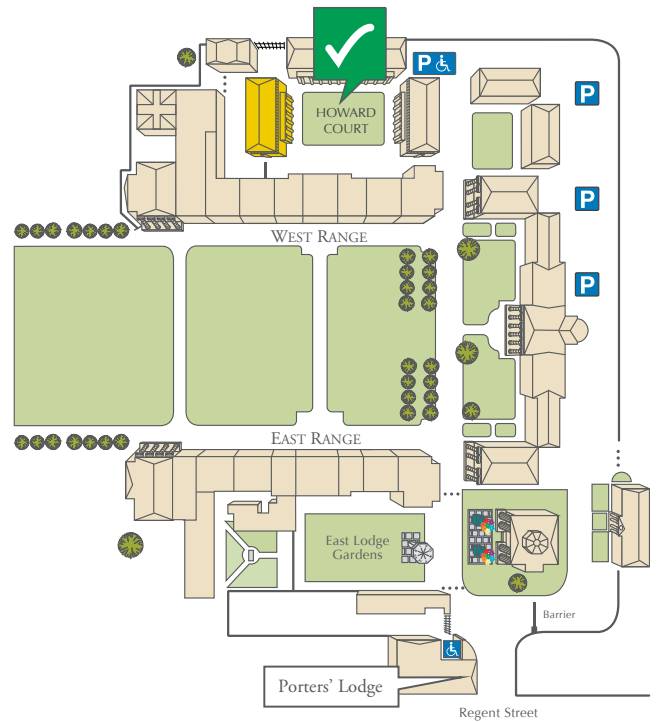 HOWARD
COURT
P
P
P
P
WEST RANGE
EAST RANGE
East Lodge
Gardens
Barrier
Porters' Lodge
Regent Street